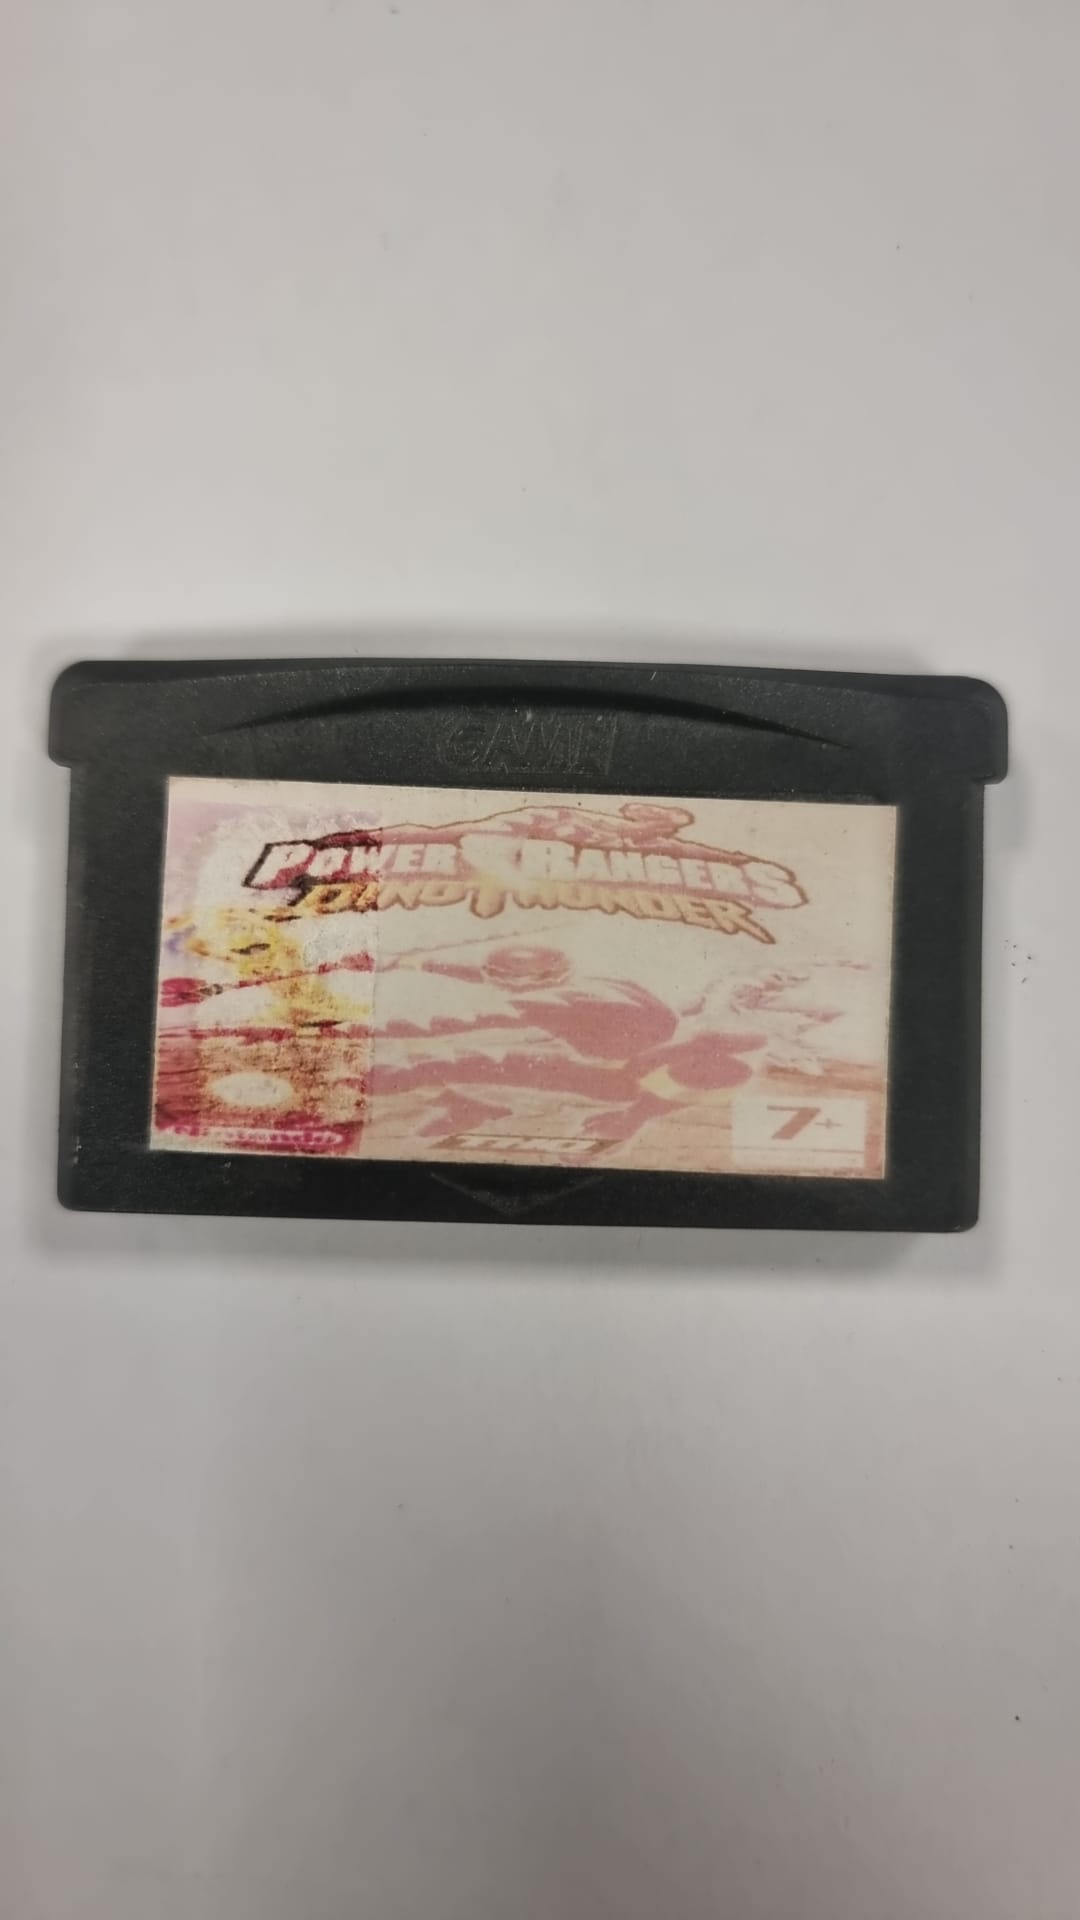 GAME
POWER RANGERS
DINO THUNDER
THQ
7+
Nintendo